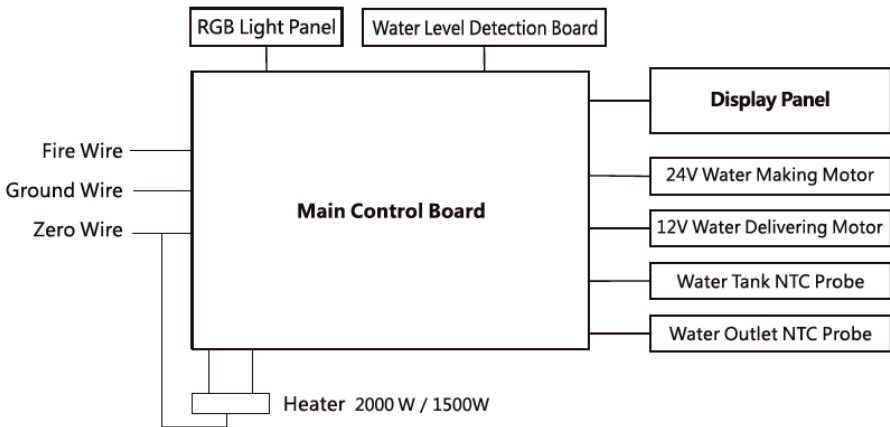 RGB Light Panel
Water Level Detection Board
Display Panel
Fire Wire
24V Water Making Motor
Ground Wire
Main Control Board
Zero Wire
12V Water Delivering Motor
Water Tank NTC Probe
Water Outlet NTC Probe
Heater 2000 W / 1500W